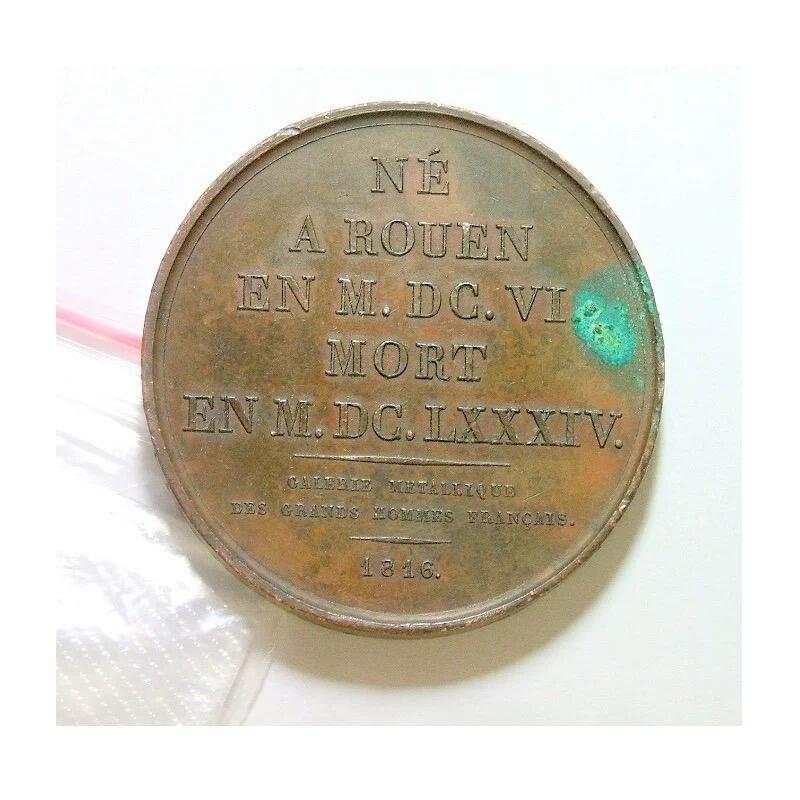 NÉ
A ROUEN
EN M. DC. VI
MORT
EN M. DC. LXXXIV.
GALERIE METALLIQUE
DES GRANDS HOMMES FRANÇAIS.
1816.